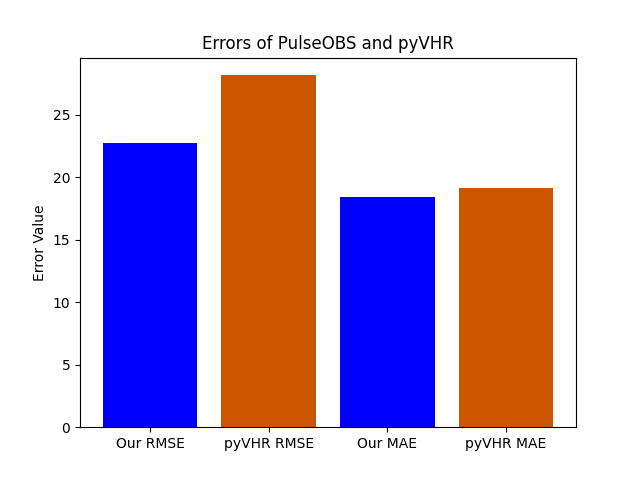 Errors of PulseOBS and pyVHR
Error Value
25
20
15
10
5
0
Our RMSE
pyVHR RMSE
Our MAE
pyVHR MAE